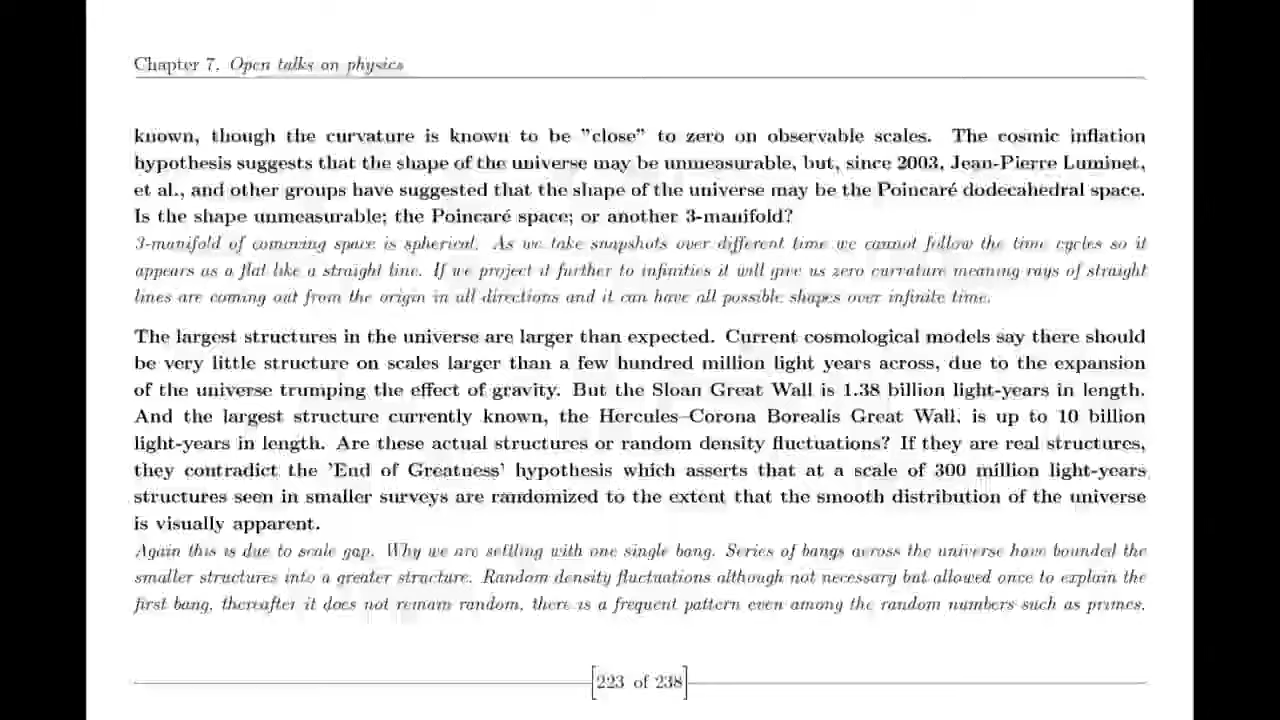 Chapter 7. Open talks on physics
known, though the curvature is known to be "close" to zero on observable scales. The cosmic inflation
hypothesis suggests that the shape of the universe may be unmeasurable, but, since 2003, Jean-Pierre Luminet,
et al., and other groups have suggested that the shape of the universe may be the Poincaré dodecahedral space.
Is the shape unmeasurable; the Poincaré space; or another 3-manifold?
3-manifold of commxing space is spherical. As we take snapshots over different time we cannot follow the time cycles so it
appears as a flat like a straight line. If we project it further to infinities it will give us zero curvature meaning rays of straight
lines are coming out from the origin in all directions and it can have all possible shapes over infinite time.
The largest structures in the universe are larger than expected. Current cosmological models say there should
be very little structure on scales larger than a few hundred million light years across, due to the expansion
of the universe trumping the effect of gravity. But the Sloan Great Wall is 1.38 billion light-years in length.
And the largest structure currently known, the Hercules–Corona Borealis Great Wall, is up to 10 billion
light-years in length. Are these actual structures or random density fluctuations? If they are real structures,
they contradict the 'End of Greatness' hypothesis which asserts that at a scale of 300 million light-years
structures seen in smaller surveys are randomized to the extent that the smooth distribution of the universe
is visually apparent.
Again this is due to scale gap. Why we are settling with one single bang. Series of bangs across the universe have bounded the
smaller structures into a greater structure. Random density fluctuations although not necessary but allowed once to explain the
first bang, thereafter it does not remain random, there is a frequent pattern even among the random numbers such as primes.
[223 of 238]